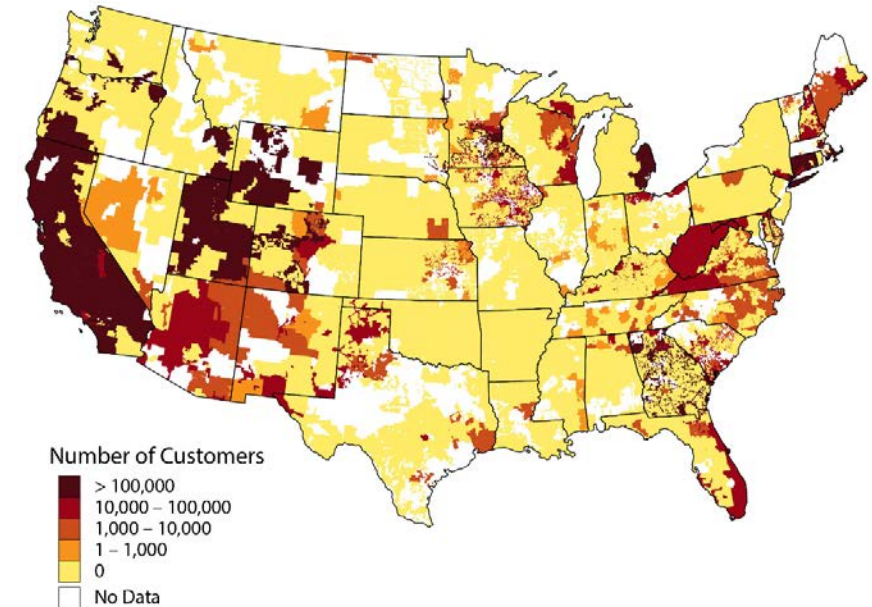 Number of Customers
> 100,000
10,000 – 100,000
1,000 – 10,000
1 – 1,000
0
No Data